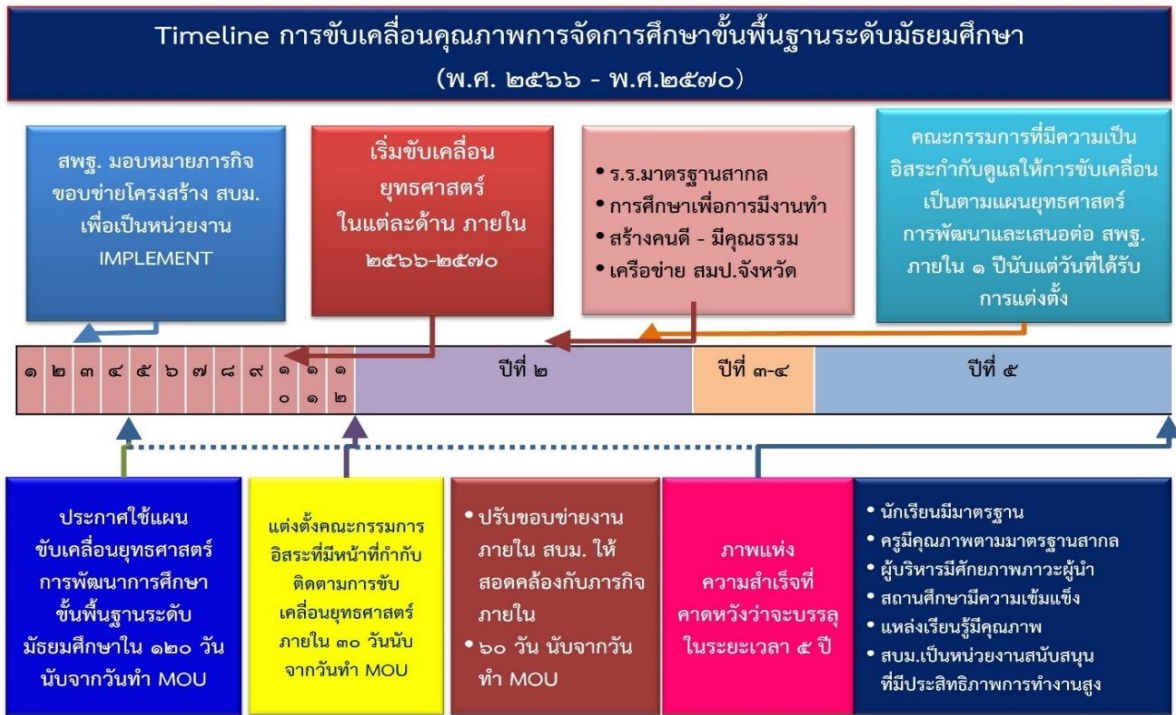 Timeline การขับเคลื่อนคุณภาพการจัดการศึกษาขั้นพื้นฐานระดับมัธยมศึกษา
(พ.ศ. ๒๕๖๖ - พ.ศ.๒๕๗๐)
สพฐ. มอบหมายภารกิจ
ขอบข่ายโครงสร้าง สบม.
เพื่อเป็นหน่วยงาน
IMPLEMENT
เริ่มขับเคลื่อน
ยุทธศาสตร์
ในแต่ละด้าน ภายใน
๒๕๖๖-๒๕๗๐
• ร.ร.มาตรฐานสากล
• การศึกษาเพื่อการมีงานทำ
• สร้างคนดี - มีคุณธรรม
• เครือข่าย สมป.จังหวัด
คณะกรรมการที่มีความเป็น
อิสระกำกับดูแลให้การขับเคลื่อน
เป็นตามแผนยุทธศาสตร์
การพัฒนาและเสนอต่อ สพฐ.
ภายใน ๑ ปีนับแต่วันที่ได้รับ
การแต่งตั้ง
๑ ๒ ๓ ๔ ๕ ๖ ๗ ๘ ๙ ๑๐ ๑๑ ๑๒ ปีที่ ๒ ปีที่ ๓-๔ ปีที่ ๕
ประกาศใช้แผน
ขับเคลื่อนยุทธศาสตร์
การพัฒนาการศึกษา
ขั้นพื้นฐานระดับ
มัธยมศึกษาใน ๑๒๐ วัน
นับจากวันทำ MOU
แต่งตั้งคณะกรรมการ
อิสระที่มีหน้าที่กำกับ
ติดตามการขับ
เคลื่อนยุทธศาสตร์
ภายใน ๓๐ วันนับ
จากวันทำ MOU
• ปรับขอบข่ายงาน
ภายใน สบม. ให้
สอดคล้องกับภารกิจ
ภายใน
• ๖๐ วัน นับจากวัน
ทำ MOU
ภาพแห่ง
ความสำเร็จที่
คาดหวังว่าจะบรรลุ
ในระยะเวลา ๕ ปี
• นักเรียนมีมาตรฐาน
• ครูมีคุณภาพตามมาตรฐานสากล
• ผู้บริหารมีศักยภาพภาวะผู้นำ
• สถานศึกษามีความเข้มแข็ง
• แหล่งเรียนรู้มีคุณภาพ
• สบม.เป็นหน่วยงานสนับสนุน
ที่มีประสิทธิภาพการทำงานสูง